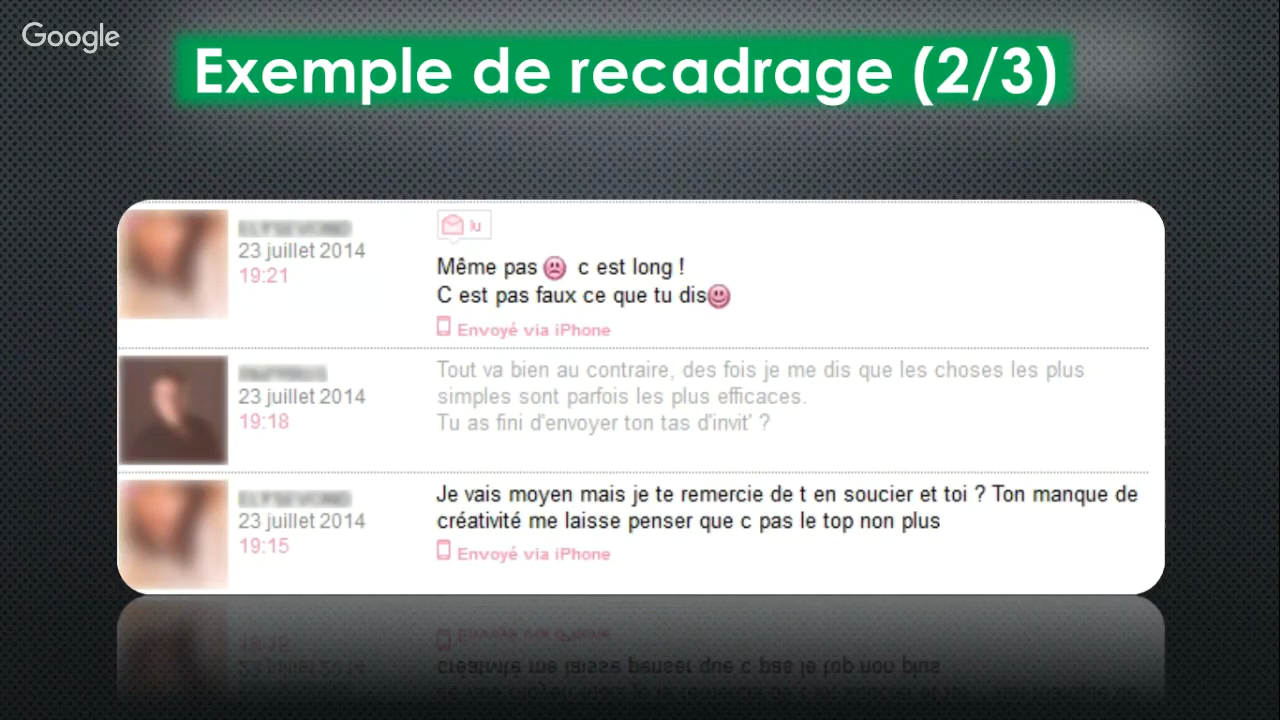 Google
Exemple de recadrage (2/3)
23 juillet 2014
19:21
lu
Même pas c est long !
C est pas faux ce que tu dis
Envoyé via iPhone
23 juillet 2014
19:18
Tout va bien au contraire, des fois je me dis que les choses les plus
simples sont parfois les plus efficaces.
Tu as fini d'envoyer ton tas d'invit' ?
23 juillet 2014
19:15
Je vais moyen mais je te remercie de t en soucier et toi ? Ton manque de
créativité me laisse penser que c pas le top non plus
Envoyé via iPhone